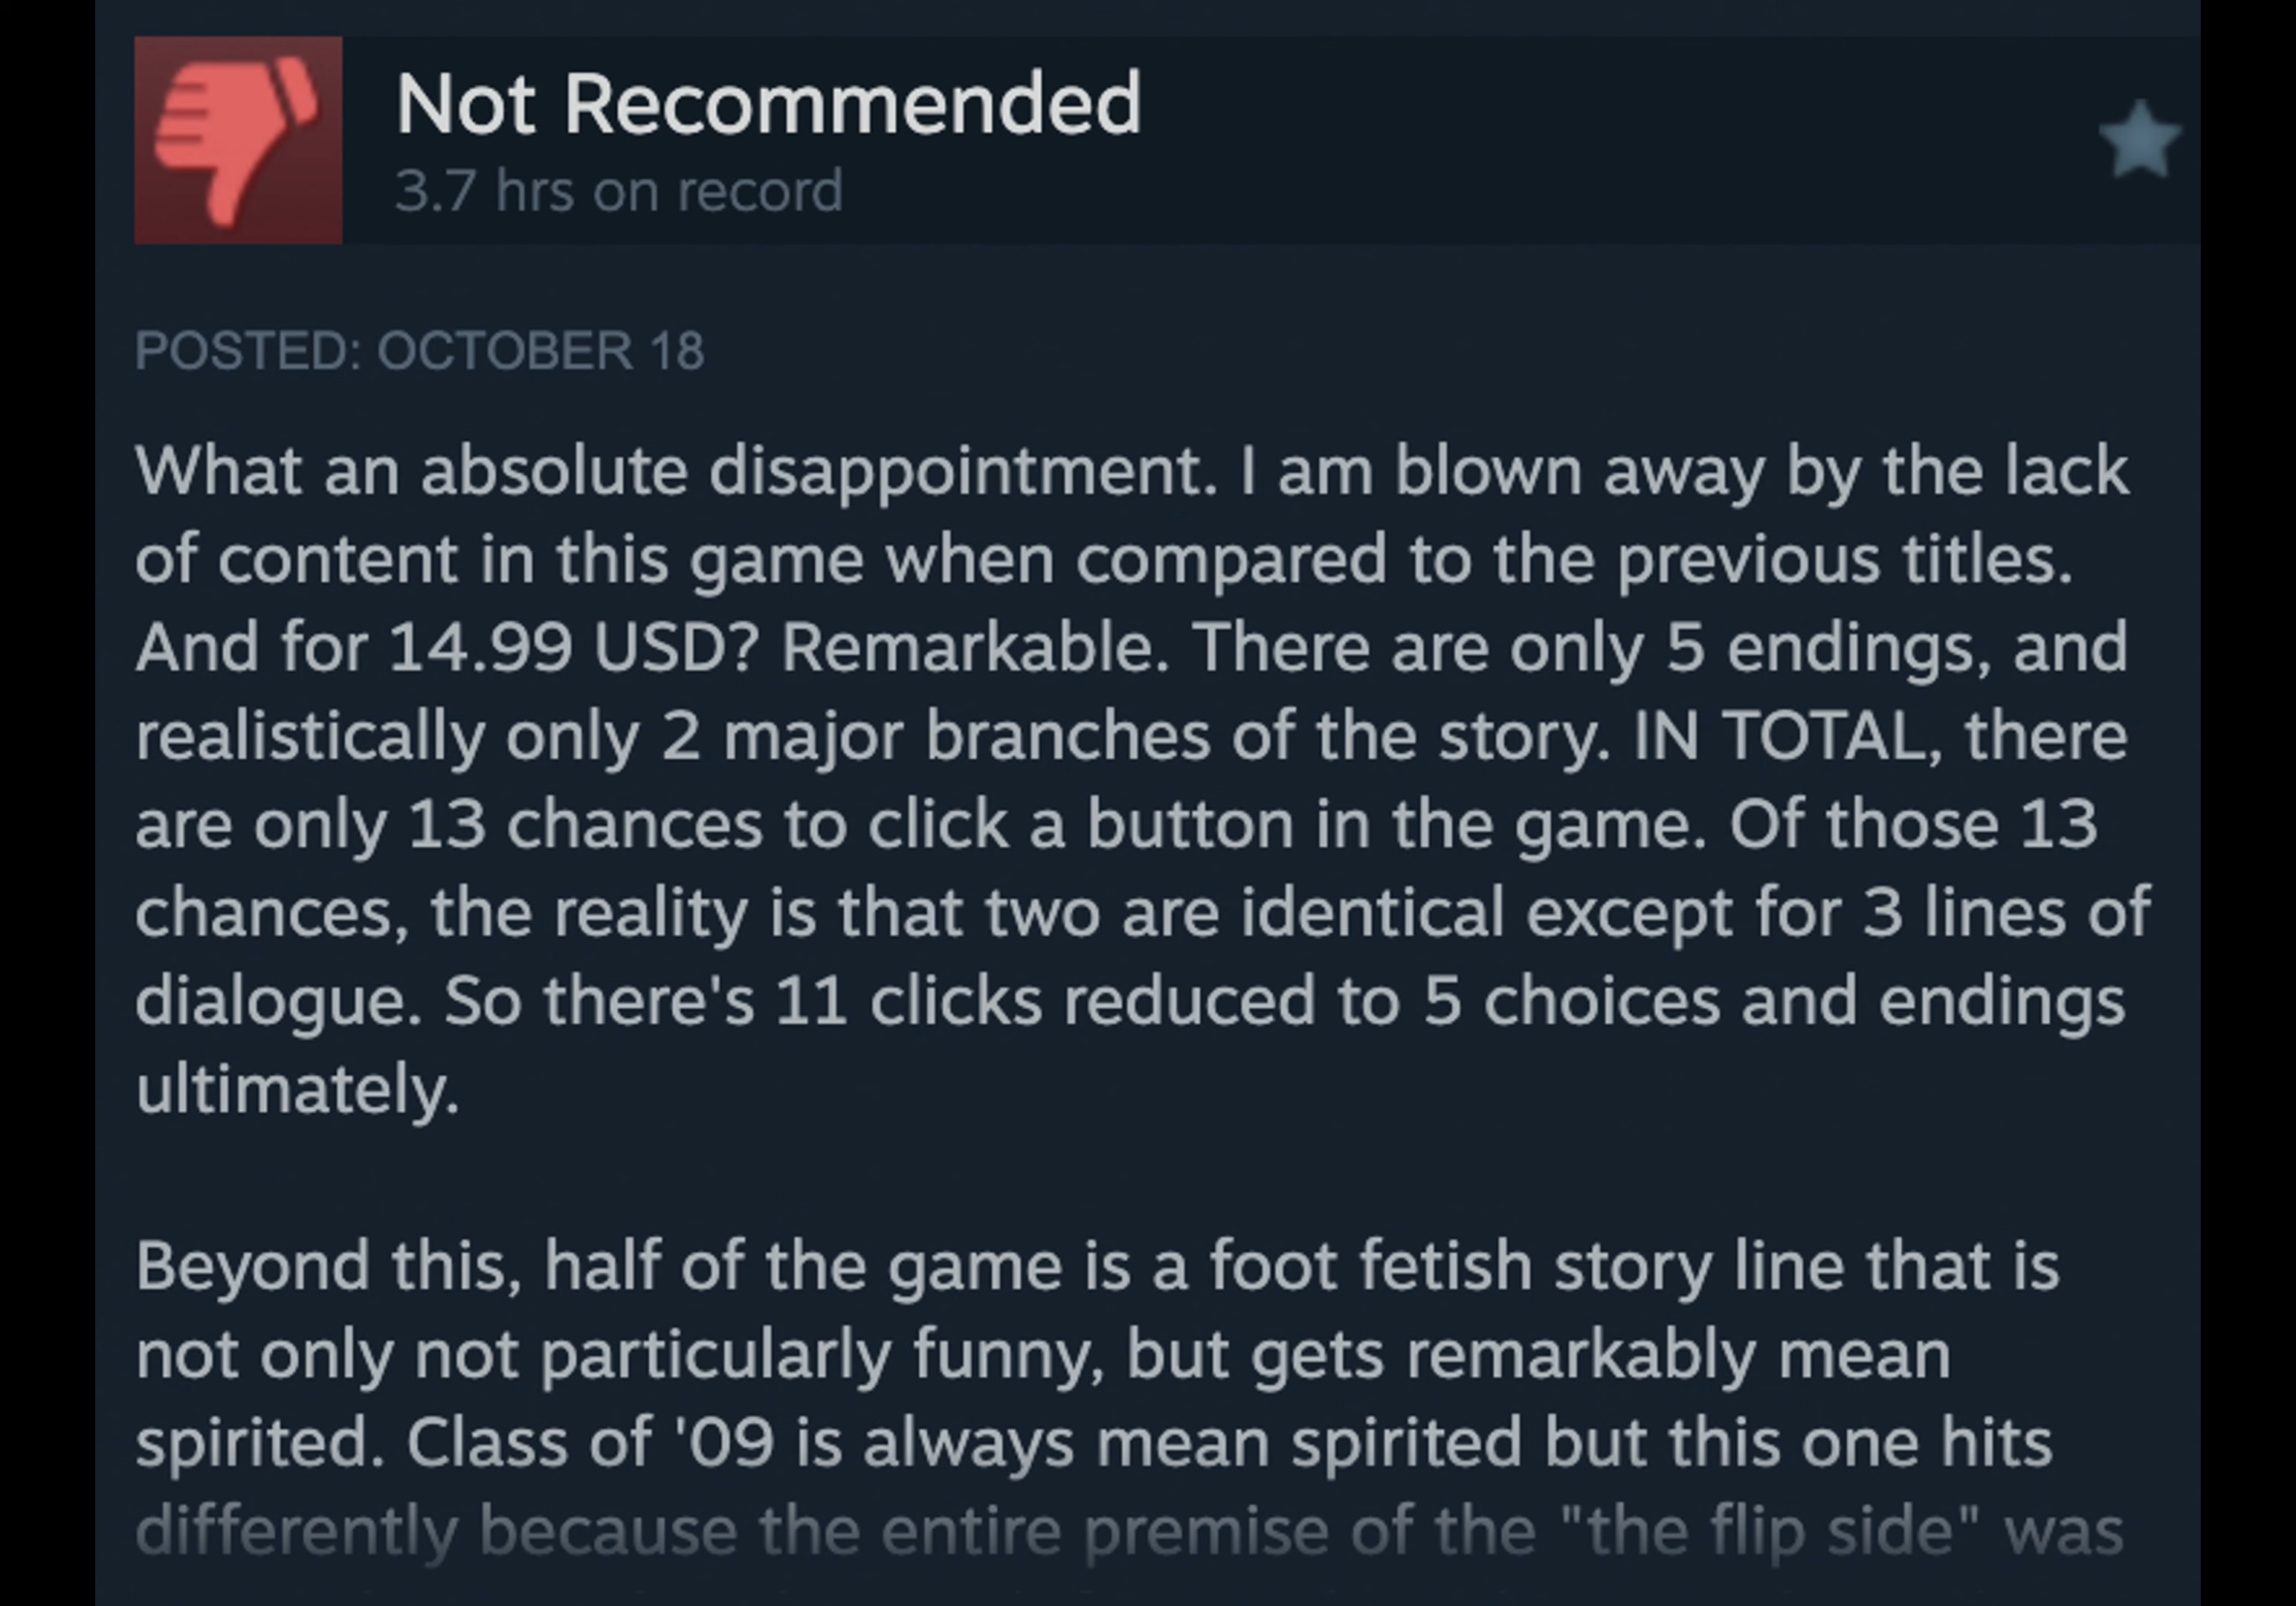 Not Recommended
3.7 hrs on record
POSTED: OCTOBER 18
What an absolute disappointment. I am blown away by the lack
of content in this game when compared to the previous titles.
And for 14.99 USD? Remarkable. There are only 5 endings, and
realistically only 2 major branches of the story. IN TOTAL, there
are only 13 chances to click a button in the game. Of those 13
chances, the reality is that two are identical except for 3 lines of
dialogue. So there's 11 clicks reduced to 5 choices and endings
ultimately.
Beyond this, half of the game is a foot fetish story line that is
not only not particularly funny, but gets remarkably mean
spirited. Class of '09 is always mean spirited but this one hits
differently because the entire premise of the "the flip side" was